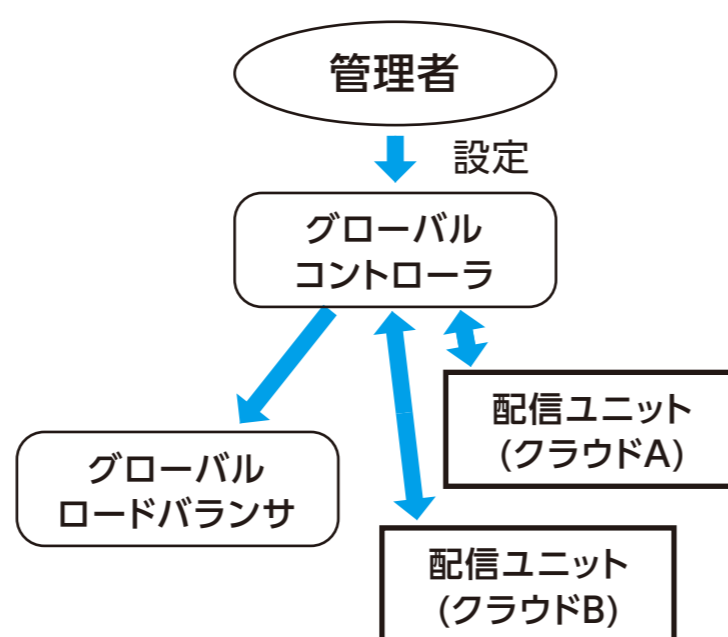 管理者
設定
グローバル
コントローラ
配信ユニット
(クラウドA)
グローバル
ロードバランサ
配信ユニット
(クラウドB)